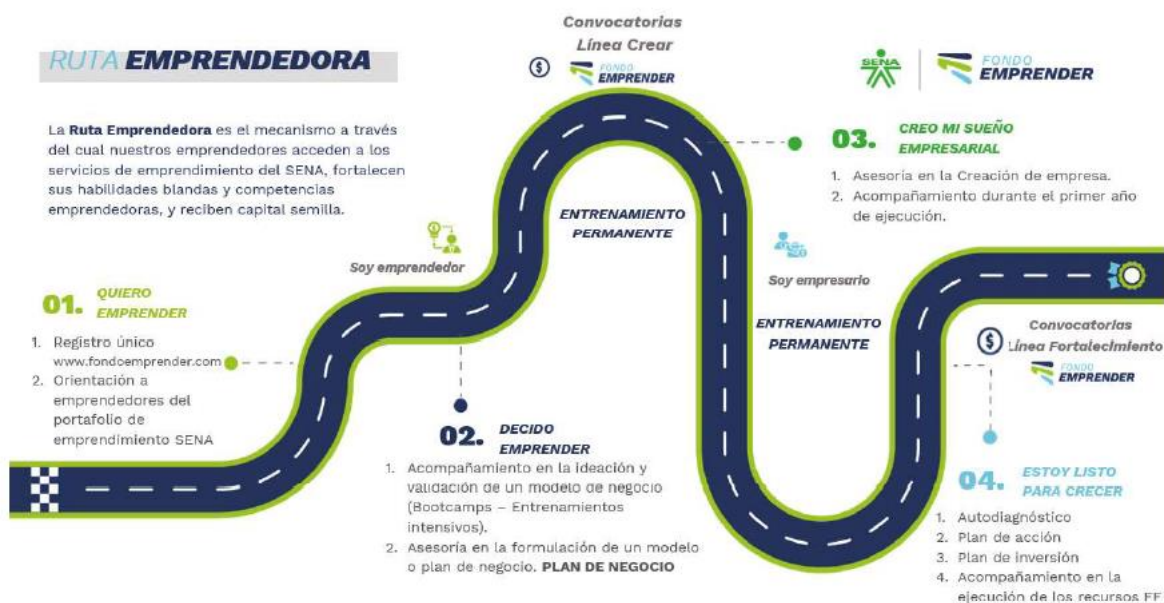 RUTA EMPRENDEDORA
La Ruta Emprendedora es el mecanismo a través
del cual nuestros emprendedores acceden a los
servicios de emprendimiento del SENA, fortalecen
sus habilidades blandas y competencias
emprendedoras, y reciben capital semilla.
Convocatorias
Línea Crear
FONDO
EMPRENDER
SENA
FONDO
EMPRENDER
03. CREO MI SUEÑO
EMPRESARIAL
1. Asesoría en la Creación de empresa.
2. Acompañamiento durante el primer año
de ejecución.
ENTRENAMIENTO
PERMANENTE
Soy emprendedor
Soy empresario
01. QUIERO
EMPRENDER
1. Registro único
www.fondoemprender.com
2. Orientación a
emprendedores del
portafolio de
emprendimiento SENA
ENTRENAMIENTO
PERMANENTE
Convocatorias
Línea Fortalecimiento
FONDO
EMPRENDER
02. DECIDO
EMPRENDER
1. Acompañamiento en la ideación y
validación de un modelo de negocio
(Bootcamps – Entrenamientos
intensivos).
2. Asesoría en la formulación de un modelo
o plan de negocio. PLAN DE NEGOCIO
04. ESTOY LISTO
PARA CRECER
1. Autodiagnóstico
2. Plan de acción
3. Plan de inversión
4. Acompañamiento en la
ejecución de los recursos FE